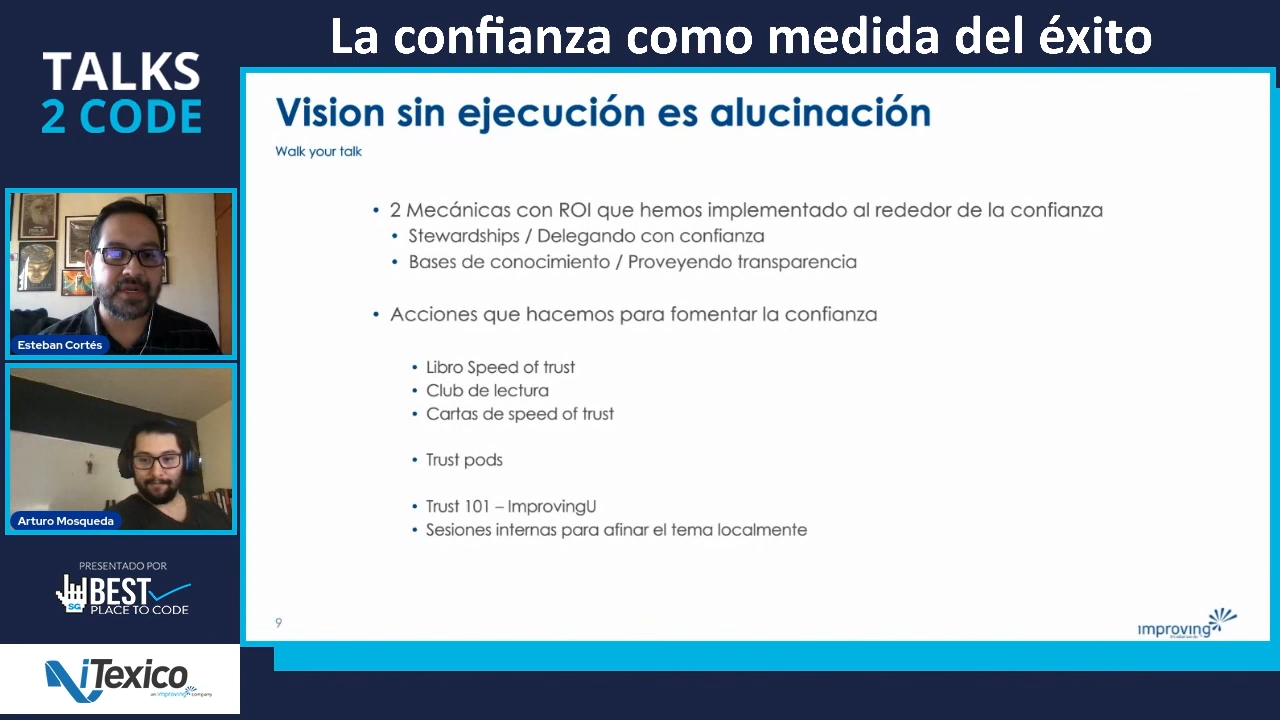 La confianza como medida del éxito
TALKS
2 CODE
Vision sin ejecución es alucinación
Walk your talk
• 2 Mecánicas con ROI que hemos implementado al rededor de la confianza
• Stewardships / Delegando con confianza
• Bases de conocimiento / Proveyendo transparencia
• Acciones que hacemos para fomentar la confianza
• Libro Speed of trust
• Club de lectura
• Cartas de speed of trust
• Trust pods
• Trust 101 – ImprovingU
• Sesiones internas para afinar el tema localmente
9
improving
Esteban Cortés
Arturo Mosqueda
PRESENTADO POR
SG
BEST
PLACE TO CODE
iTexico
an improving company